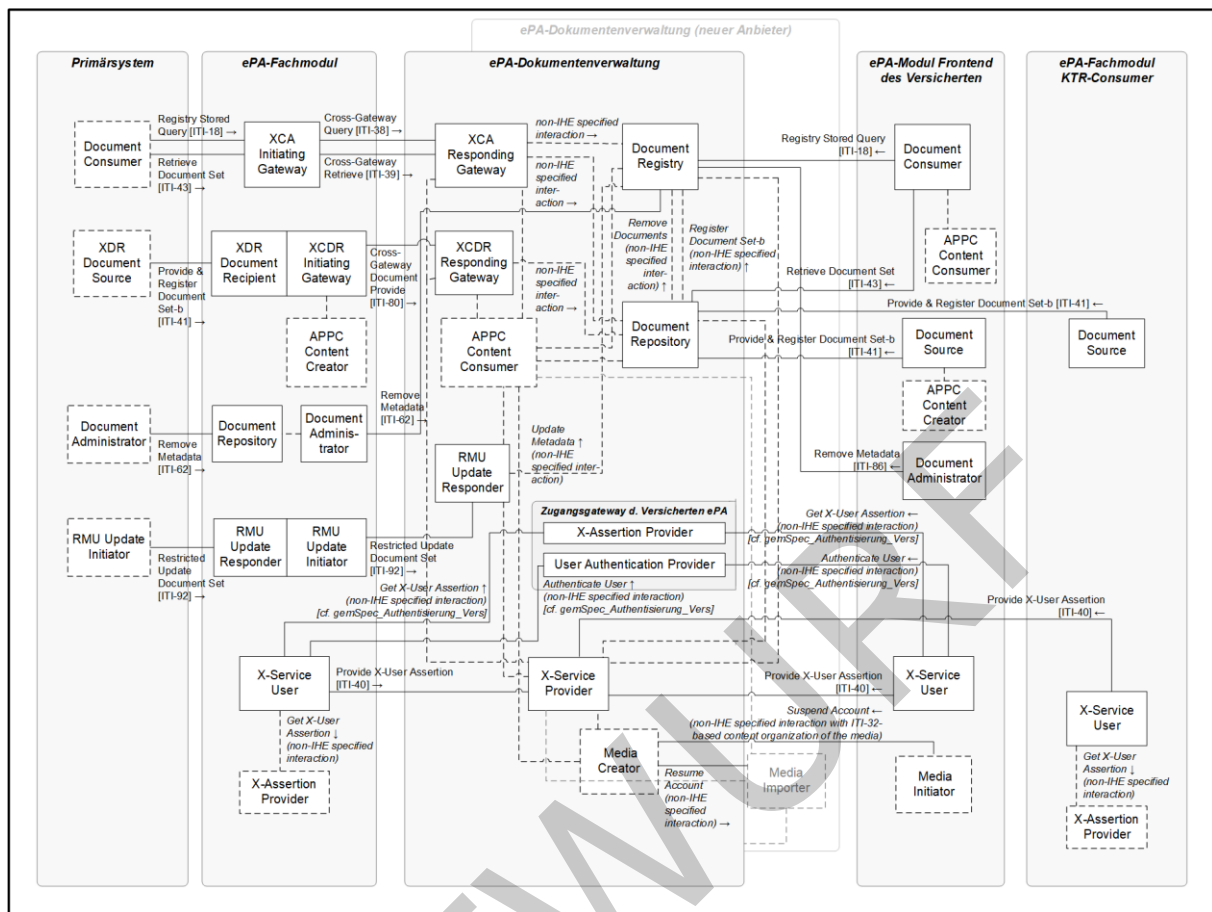 ePA-Dokumentenverwaltung (neuer Anbieter)
Primärsystem
ePA-Fachmodul
ePA-Dokumentenverwaltung
ePA-Modul Frontend
des Versicherten
ePA-Fachmodul
KTR-Consumer
Document
Consumer
Registry Stored
Query [ITI-18] →
Retrieve
Document Set
[ITI-43] →
XCA
Initiating
Gateway
Cross-Gateway
Query [ITI-38] →
Cross-Gateway
Retrieve [ITI-39] →
XCA
Responding
Gateway
non-IHE specified
interaction →
non-IHE
specified
inter-
action →
Document
Registry
Registry Stored Query
[ITI-18] ←
Document
Consumer
APPC
Content
Consumer
XDR
Document
Source
Provide &
Register
Document
Set-b
[ITI-41] →
XDR
Document
Recipient
XCDR
Initiating
Gateway
Cross-
Gateway
Document
Provide
[ITI-80] →
XCDR
Responding
Gateway
non-IHE
specified
inter-
action →
Remove
Documents
(non-IHE
specified
inter-
action) ↑
Register
Document Set-b
(non-IHE specified
interaction) ↑
Retrieve Document Set
[ITI-43] ←
Provide & Register Document Set-b [ITI-41] ←
APPC
Content
Creator
APPC
Content
Consumer
Document
Repository
Provide & Register Document Set-b
[ITI-41] ←
Document
Source
Document
Source
APPC
Content
Creator
Document
Administrator
Remove
Metadata
[ITI-62] →
Document
Repository
Document
Adminis-
trator
Remove
Metadata
[ITI-62] →
RMU
Update
Responder
Update
Metadata ↑
(non-IHE
specified inter-
action)
Remove Metadata
[ITI-86] ←
Document
Administrator
RMU Update
Initiator
Restricted
Update
Document Set
[ITI-92] →
RMU
Update
Responder
RMU
Update
Initiator
Restricted Update
Document Set
[ITI-92] →
Zugangsgateway d. Versicherten ePA
X-Assertion Provider
User Authentication Provider
Get X-User Assertion ←
(non-IHE specified interaction)
[cf. gemSpec_Authentisierung_Vers]
Authenticate User ←
(non-IHE specified interaction)
[cf. gemSpec_Authentisierung_Vers]
Get X-User Assertion ↑
(non-IHE specified interaction)
[cf. gemSpec_Authentisierung_Vers]
Authenticate User ↑
(non-IHE specified interaction)
[cf. gemSpec_Authentisierung_Vers]
Provide X-User Assertion
[ITI-40] ←
X-Service
User
Provide X-User Assertion
[ITI-40] →
X-Service
Provider
Provide X-User Assertion
[ITI-40] ←
X-Service
User
X-Service
User
Get X-User
Assertion ↓
(non-IHE specified
interaction)
X-Assertion
Provider
Suspend Account ←
(non-IHE specified interaction with ITI-32-
based content organization of the media)
Media
Creator
Resume
Account
(non-IHE
specified
interaction) →
Media
Importer
Media
Initiator
Get X-User
Assertion ↓
(non-IHE specified
interaction)
X-Assertion
Provider
TWURF